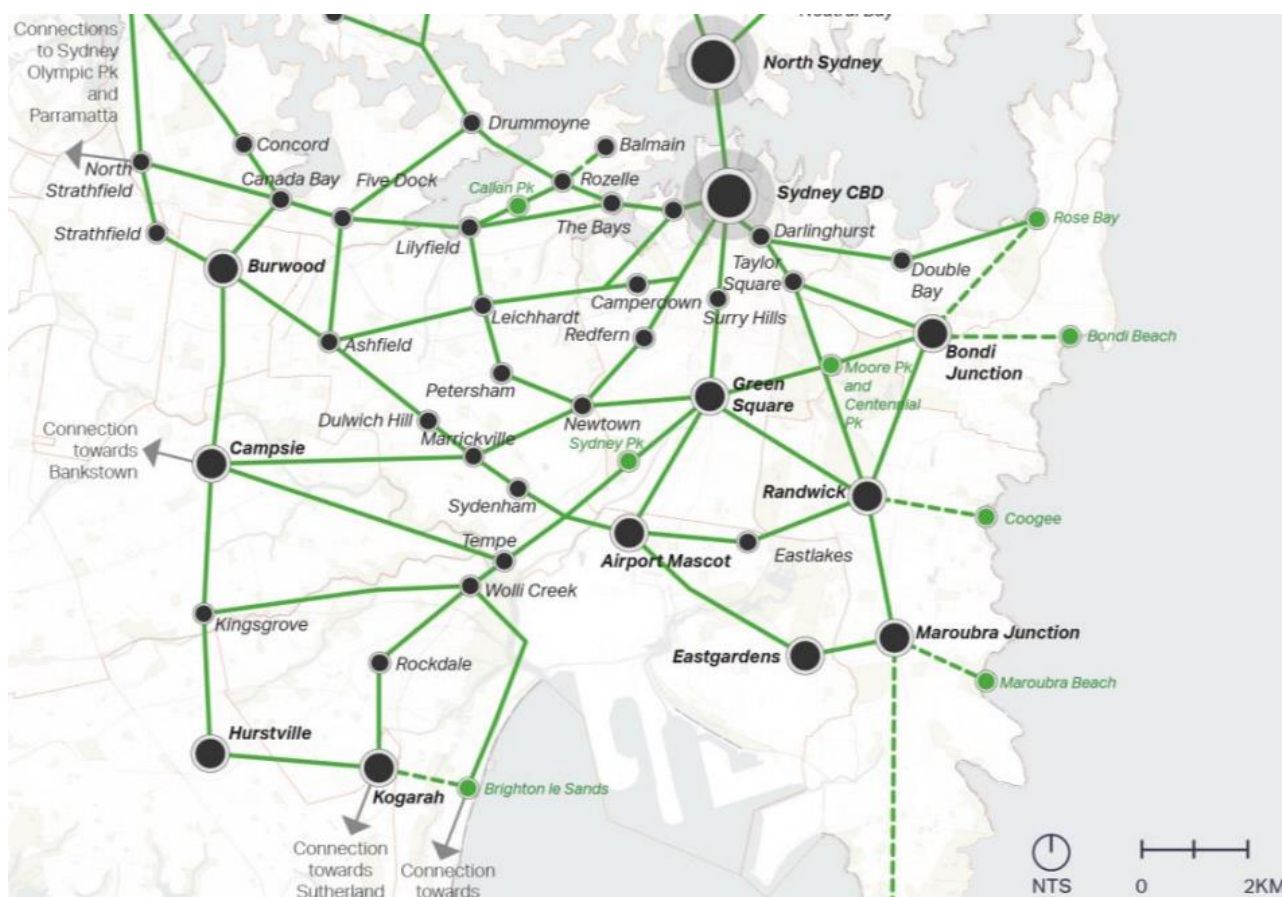 Neutral Bay
Connections
to Sydney
Olympic Pk
and
Parramatta
North Sydney
Drummoyne
Concord
Balmain
North
Strathfield
Canada Bay
Five Dock
Callan Pk
Rozelle
Sydney CBD
Strathfield
Lilyfield
The Bays
Darlinghurst
Rose Bay
Burwood
Taylor
Square
Double
Bay
Camperdown
Surry Hills
Leichhardt
Redfern
Ashfield
Bondi Beach
Bondi
Junction
Petersham
Green
Square
Moore Pk
and
Centennial
Pk
Dulwich Hill
Newtown
Connection
towards
Bankstown
Campsie
Marrickville
Sydney Pk
Sydenham
Randwick
Coogee
Tempe
Airport Mascot
Eastlakes
Wolli Creek
Kingsgrove
Maroubra Junction
Rockdale
Eastgardens
Maroubra Beach
Hurstville
Kogarah
Brighton le Sands
Connection
towards
Sutherland
Connection
towards
NTS
0
2KM